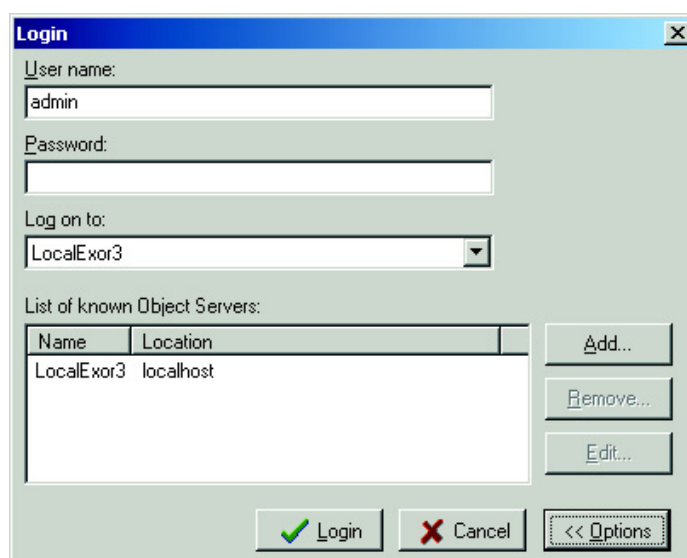 Login
User name:
admin
Password:
Log on to:
LocalExor3
List of known Object Servers:
Name Location
LocalExor3 localhost
Add...
Remove...
Edit...
Login Cancel << Options